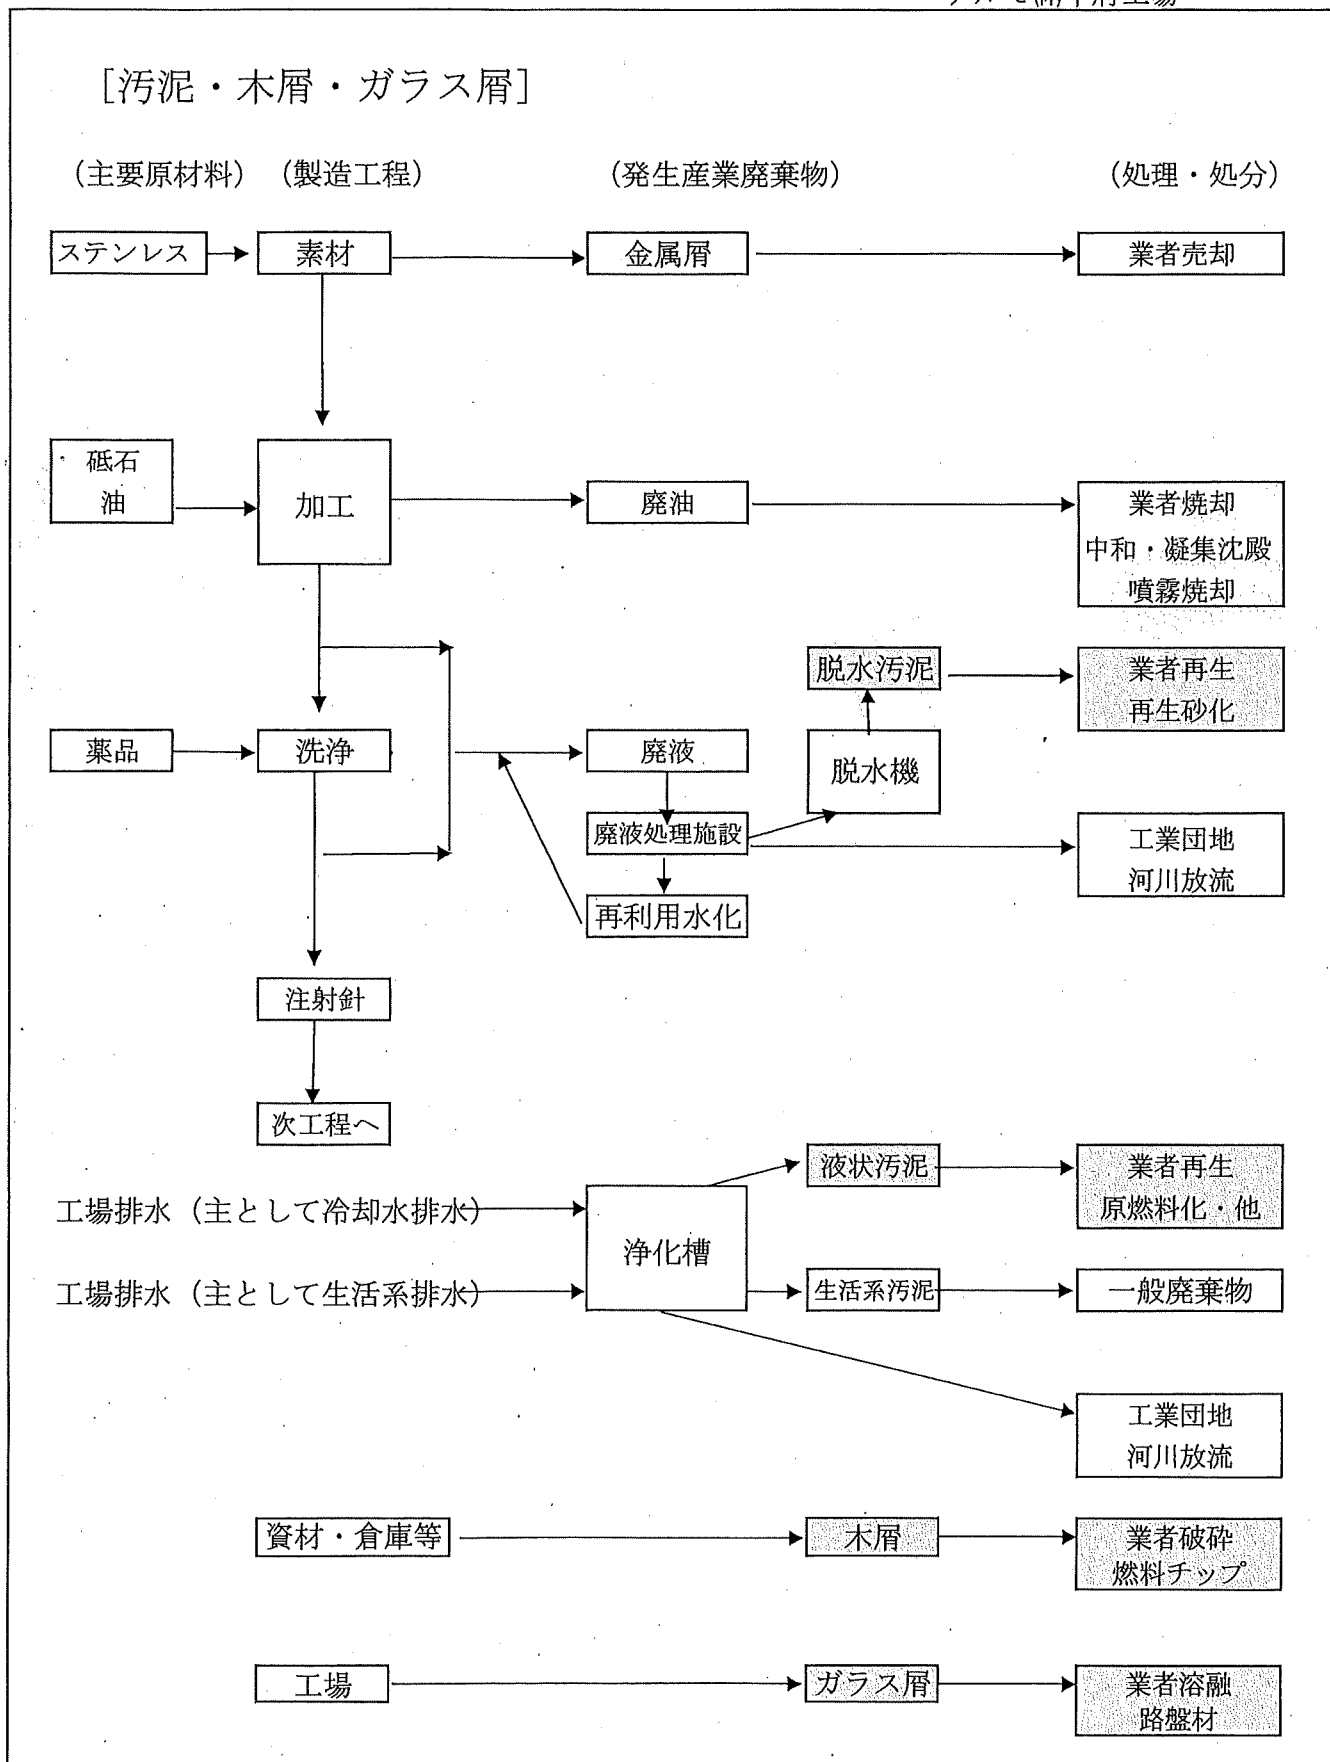 [汚泥・木屑・ガラス屑]
(主要原材料) (製造工程) (発生産業廃棄物) (処理・処分)
ステンレス 素材 金属屑 業者売却
砥石
油
加工
廃油
業者焼却
中和・凝集沈殿
噴霧焼却
脱水汚泥
業者再生
再生砂化
薬品 洗浄 廃液 脱水機
廃液処理施設
工業団地
河川放流
再利用水化
注射針
次工程へ
液状汚泥
業者再生
原燃料化・他
工場排水(主として冷却水排水)
浄化槽
工場排水(主として生活系排水)
生活系汚泥 一般廃棄物
工業団地
河川放流
資材・倉庫等 木屑 業者破砕
燃料チップ
工場 ガラス屑 業者溶融
路盤材